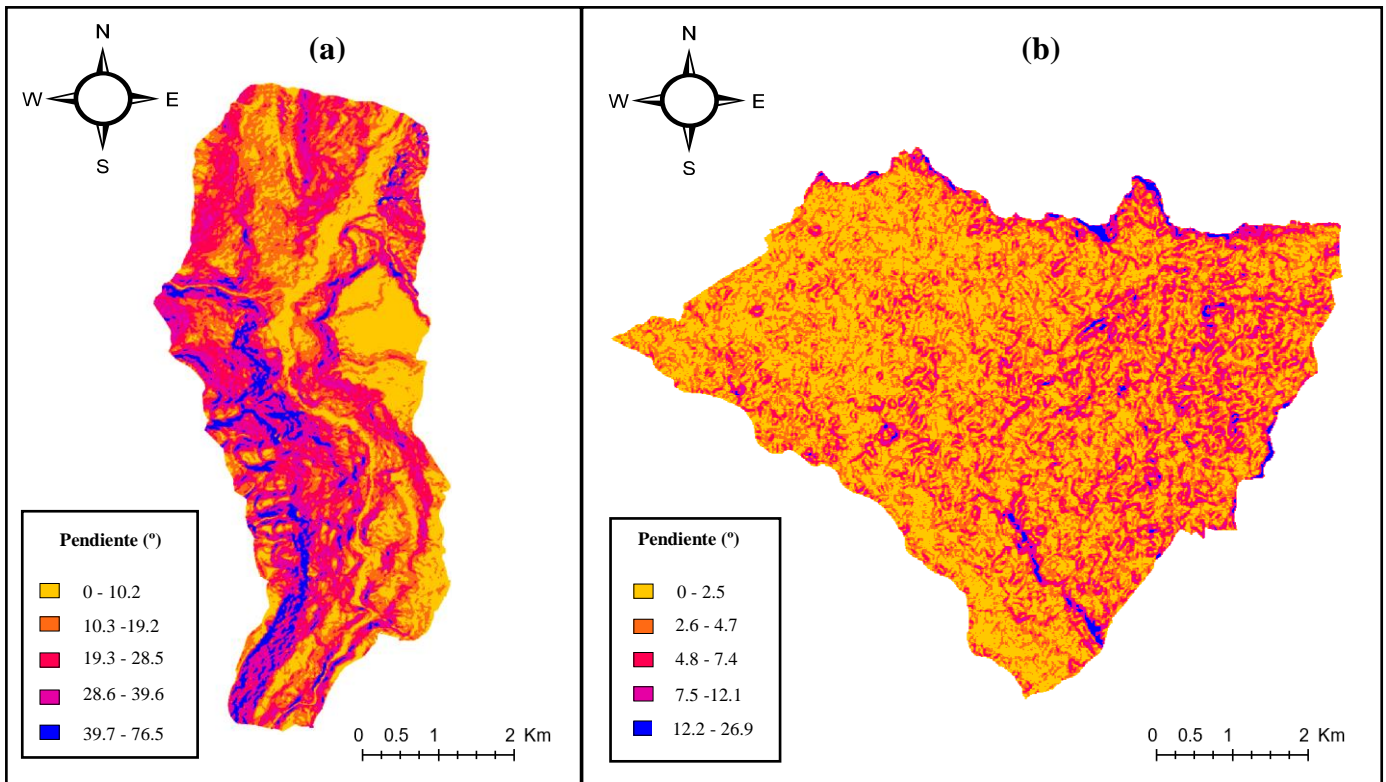 (a)
N
W E
S
Pendiente (º)
0 - 10.2
10.3 -19.2
19.3 - 28.5
28.6 - 39.6
39.7 - 76.5
0 0.5 1 2 Km
(b)
N
W E
S
Pendiente (º)
0 - 2.5
2.6 - 4.7
4.8 - 7.4
7.5 -12.1
12.2 - 26.9
0 0.5 1 2 Km